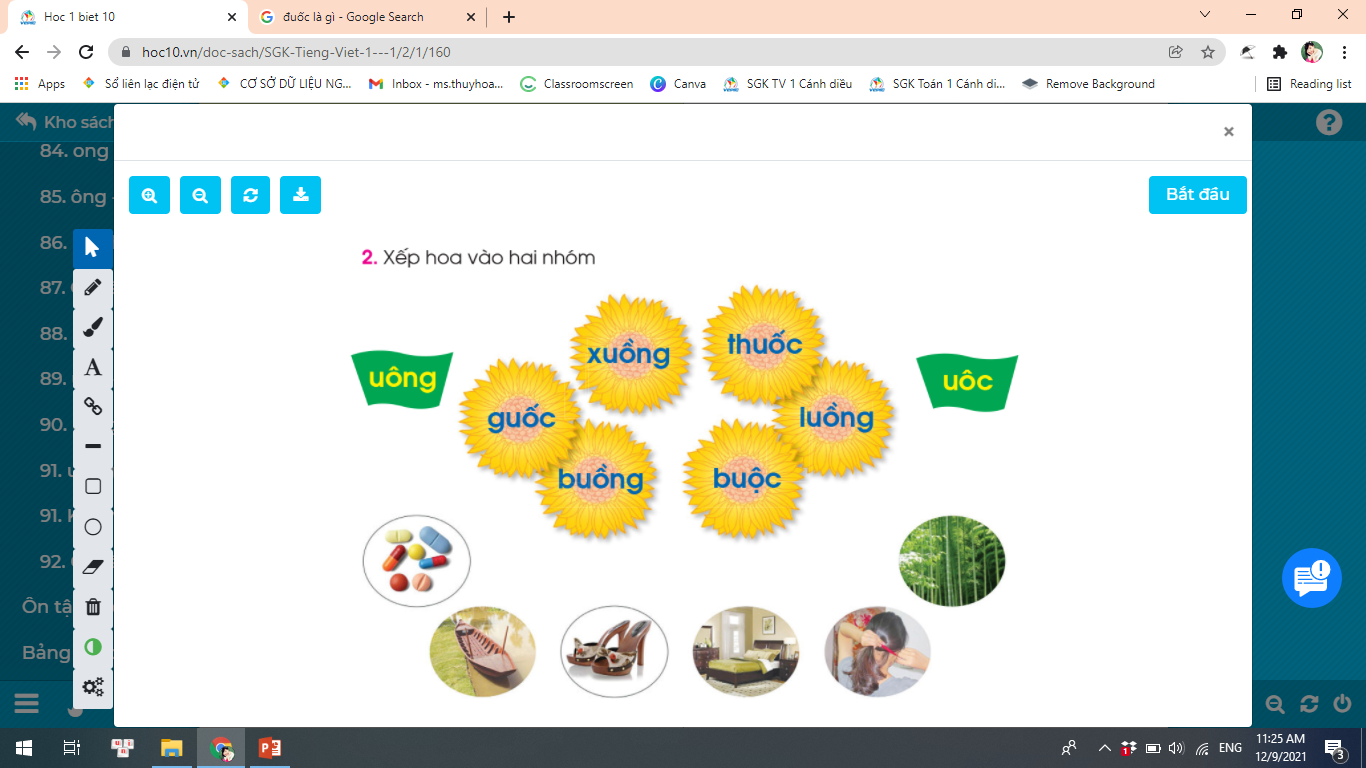 Hoc 1 biet 10
đuốc là gì - Google Search
hoc10.vn/doc-sach/SGK-Tieng-Viet-1---1/2/1/160
Apps
Sổ liên lạc điện tử
CƠ SỞ DỮ LIỆU NG...
Inbox - ms.thuyhoa...
Classroomscreen
Canva
SGK TV 1 Cánh diều
SGK Toán 1 Cánh di...
Remove Background
Reading list
Kho sách
84. ong
85. ông
86.
87.
88.
89.
90.
91.
91.
92.
Ôn tậ
Bảng
A
Bắt đầu
2. Xếp hoa vào hai nhóm
uông
xuồng
thuốc
uôc
guốc
luồng
buồng
buộc
ENG
11:25 AM
12/9/2021
3